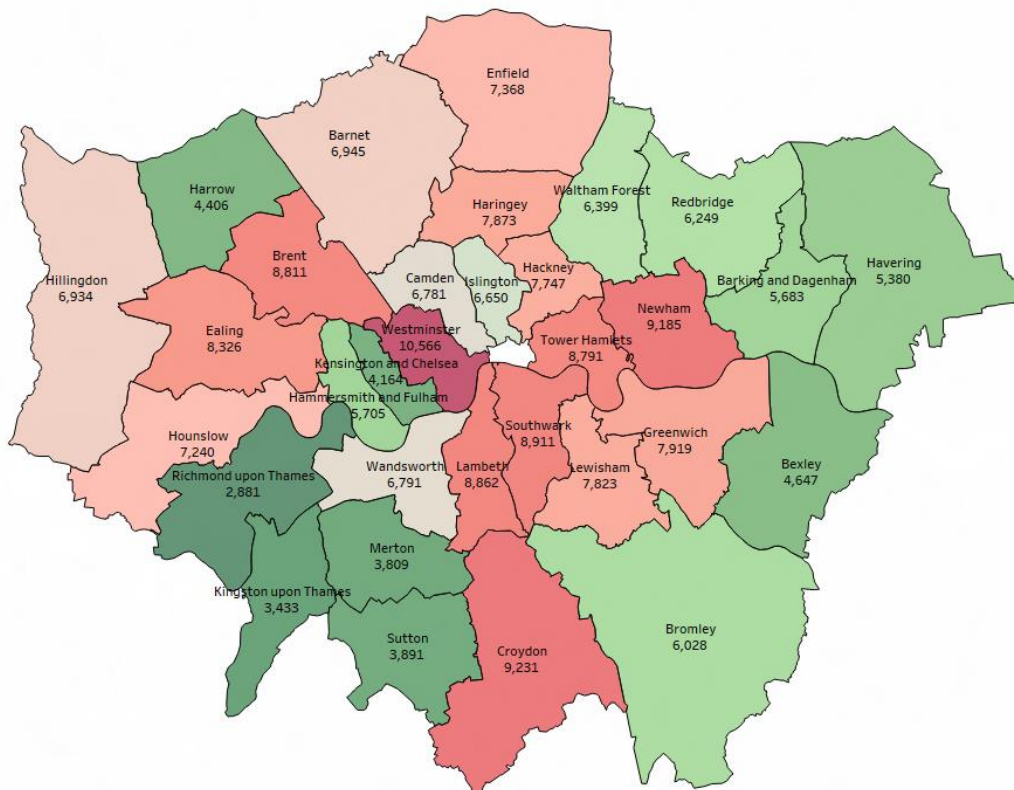 Enfield
7,368
Barnet
6,945
Harrow
4,406
Haringey
7,873
Waltham Forest
6,399
Redbridge
6,249
Hillingdon
6,934
Brent
8,811
Camden
6,781
Islington
6,650
Hackney
7,747
Barking and Dagenham
5,683
Havering
5,380
Ealing
8,326
Westminster
10,566
Tower Hamlets
8,791
Newham
9,185
Kensington and Chelsea
4,164
Hammersmith and Fulham
5,705
Hounslow
7,240
Southwark
8,911
Greenwich
7,919
Richmond upon Thames
2,881
Wandsworth
6,791
Lambeth
8,862
Lewisham
7,823
Bexley
4,647
Merton
3,809
Kingston upon Thames
3,433
Sutton
3,891
Croydon
9,231
Bromley
6,028